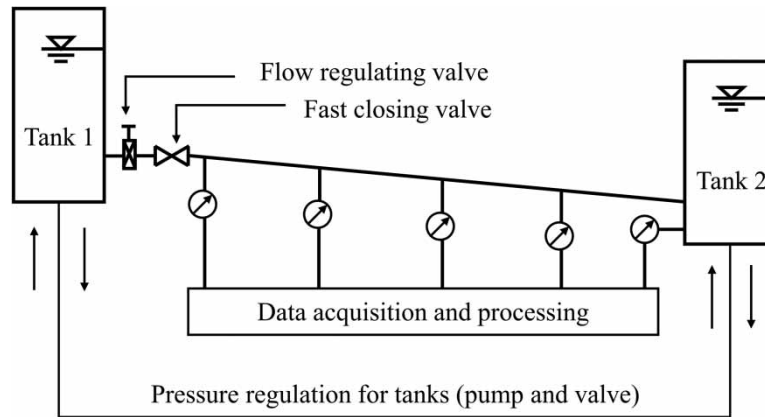 Flow regulating valve
Fast closing valve
Tank 1
Tank 2
Data acquisition and processing
Pressure regulation for tanks (pump and valve)